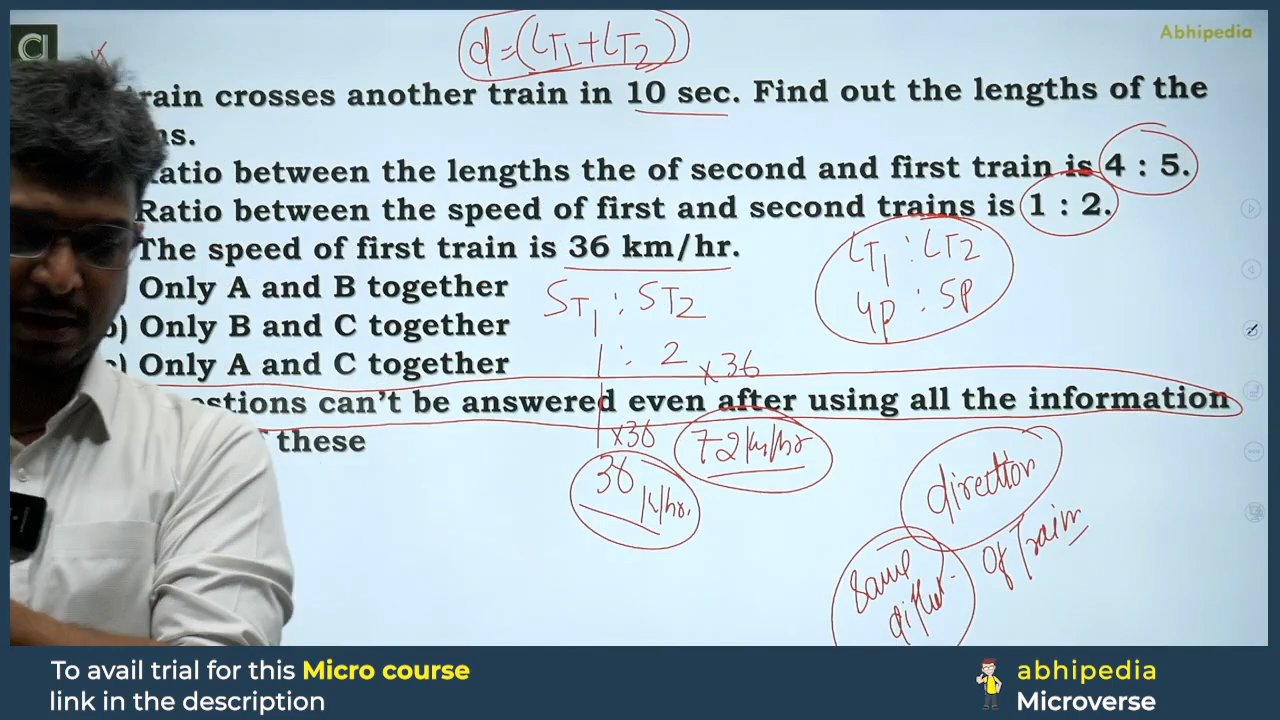 Abhipedia
d=(LT1+LT2)
train crosses another train in 10 sec. Find out the lengths of the
ns.
Ratio between the lengths the of second and first train is 4 : 5.
Ratio between the speed of first and second trains is 1 : 2.
The speed of first train is 36 km/hr.
LT1 : LT2
4p : 5p
Only A and B together
ST1 : ST2
b) Only B and C together
c) Only A and C together
1 : 2 x 36
estions can't be answered even after using all the information
these
x36
72 km/hr
36 k/hr.
direction
of Train
Same
To avail trial for this Micro course
link in the description
abhipedia
Microverse